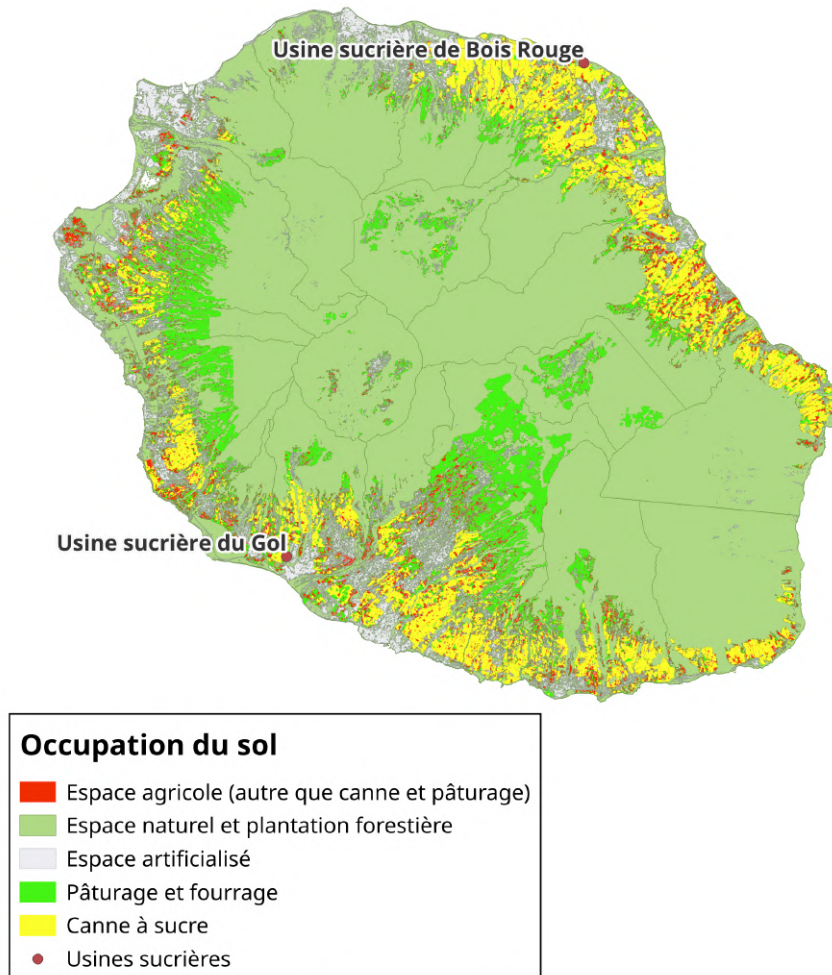 Usine sucrière de Bois Rouge
Usine sucrière du Gol
Occupation du sol
Espace agricole (autre que canne et pâturage)
Espace naturel et plantation forestière
Espace artificialisé
Pâturage et fourrage
Canne à sucre
Usines sucrières